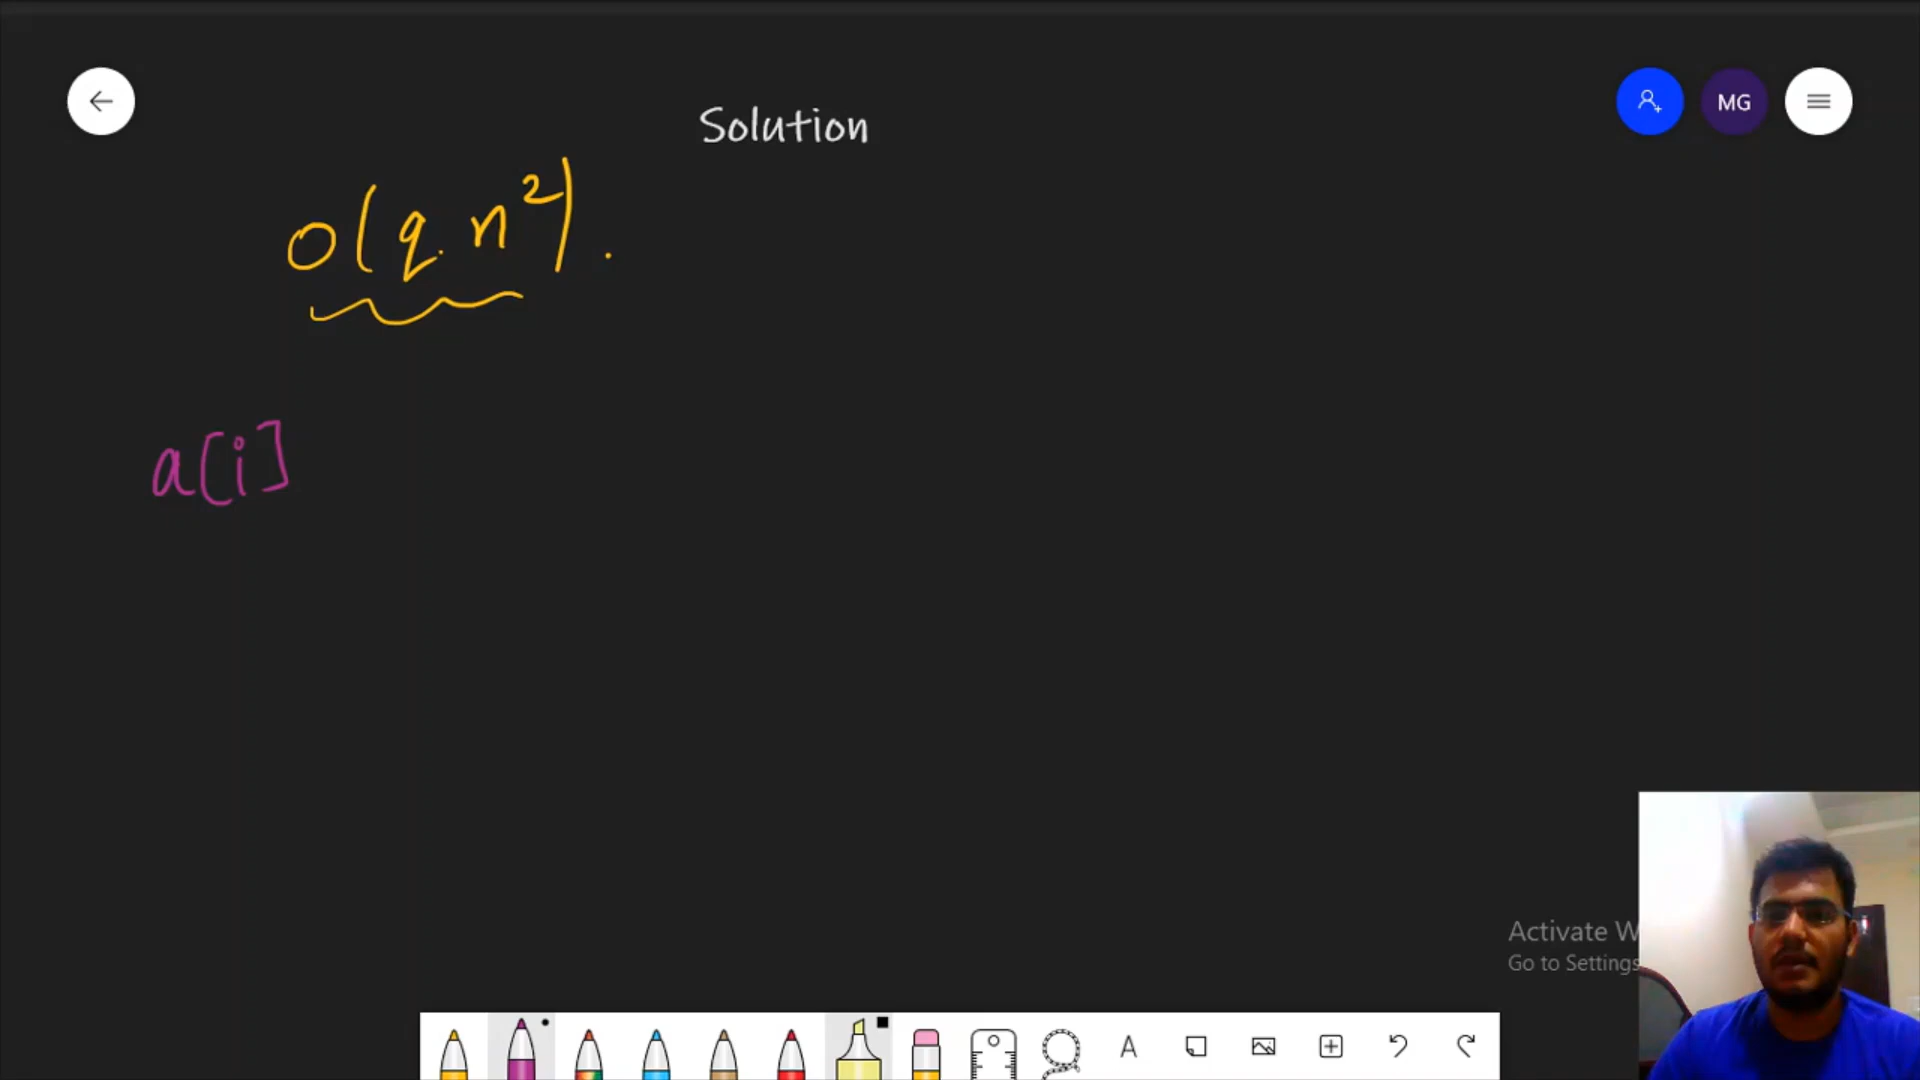 MG
Solution
O(q.n²).
a[i]
Activate W
Go to Settings
A